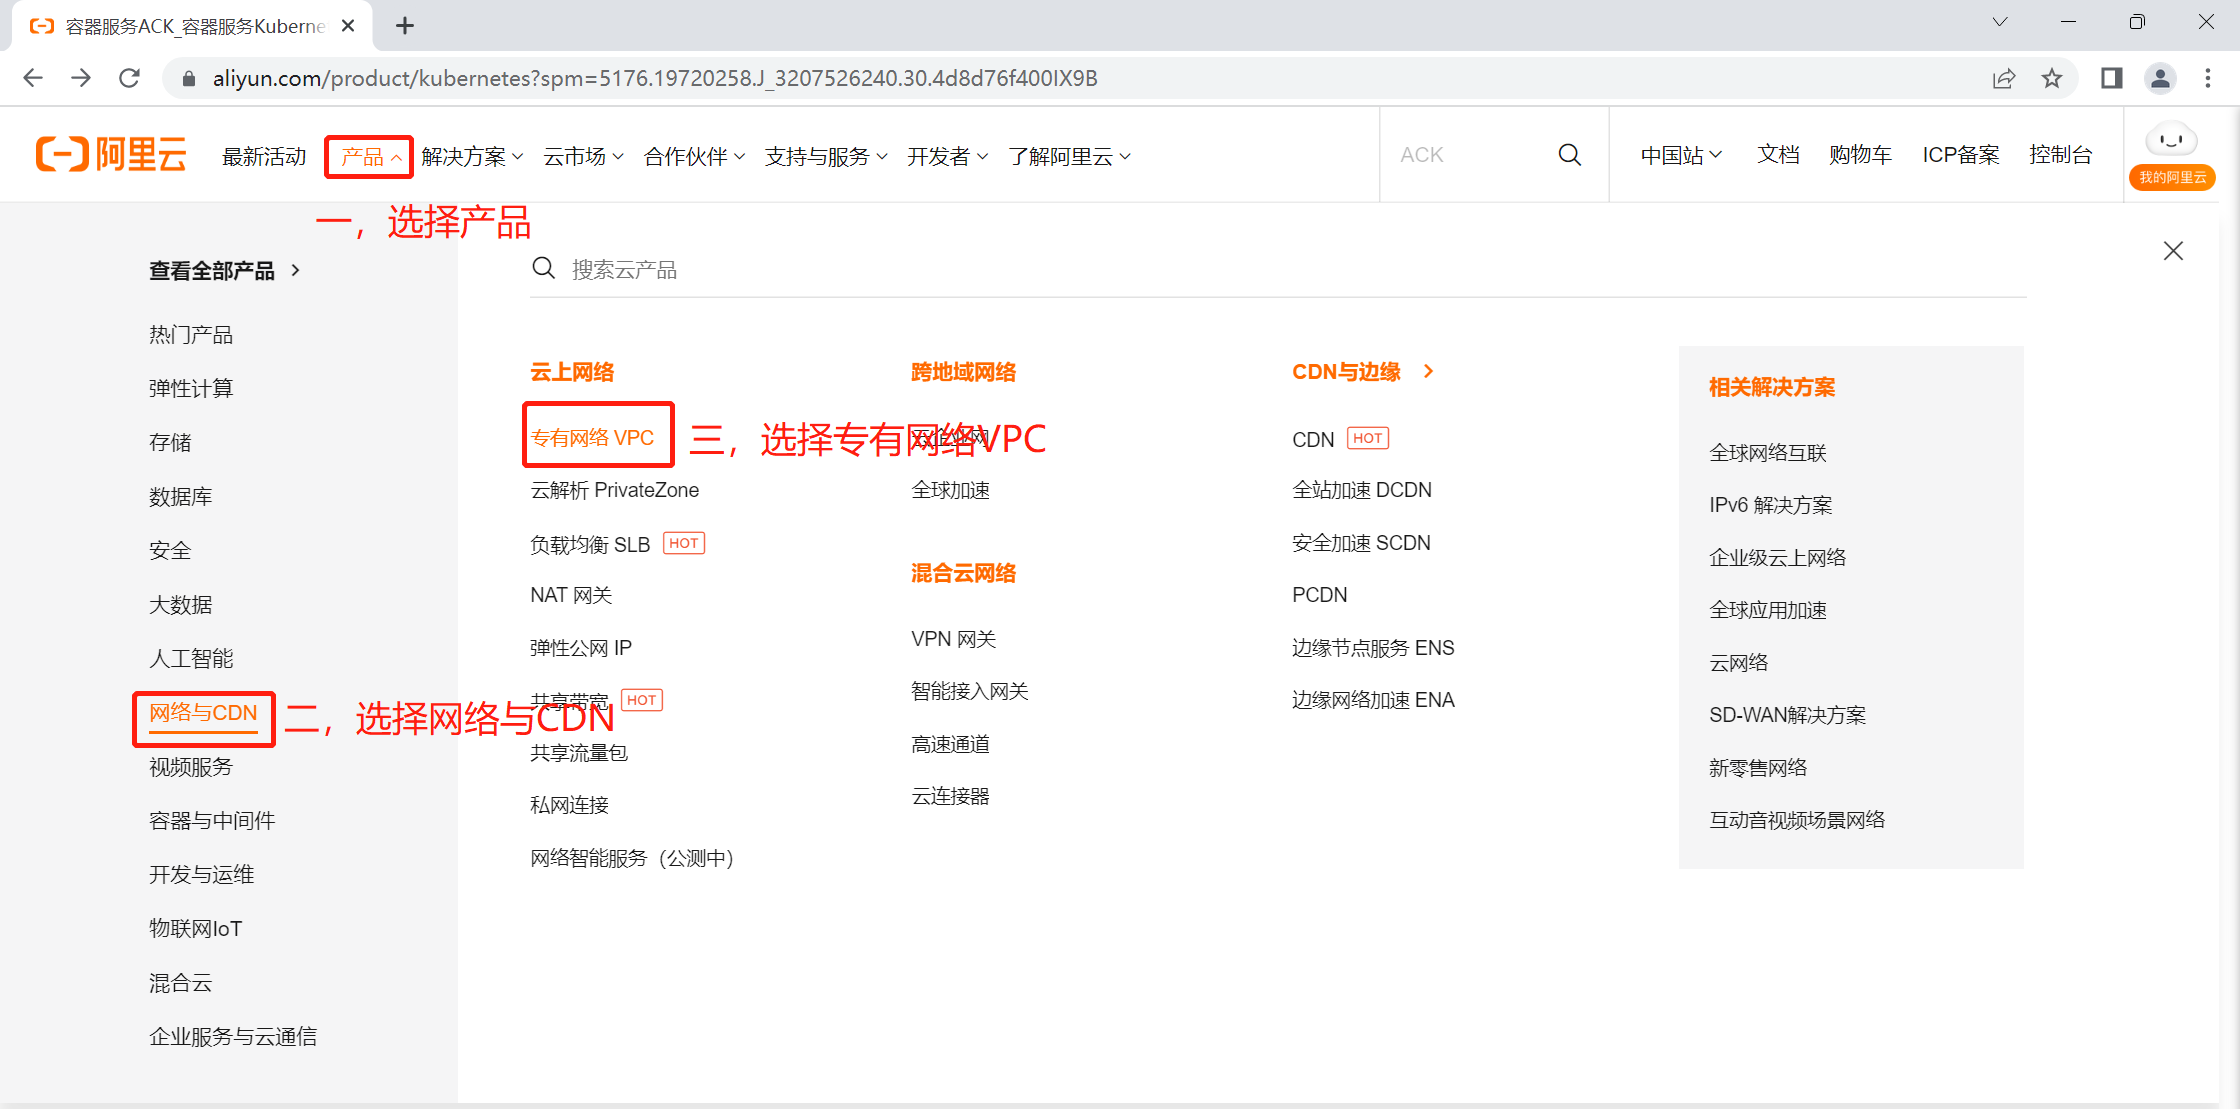 容器服务ACK_容器服务Kuberne
aliyun.com/product/kubernetes?spm=5176.19720258.J_3207526240.30.4d8d76f400IX9B
阿里云
最新活动 产品 解决方案 云市场 合作伙伴 支持与服务 开发者 了解阿里云 ACK 中国站 文档 购物车 ICP备案 控制台
我的阿里云
一，选择产品
查看全部产品
热门产品
弹性计算
存储
数据库
安全
大数据
人工智能
网络与CDN
二，选择网络与CDN
视频服务
容器与中间件
开发与运维
物联网IoT
混合云
企业服务与云通信
搜索云产品
云上网络
专有网络 VPC
三，选择专有网络VPC
云解析 PrivateZone
负载均衡 SLB HOT
NAT 网关
弹性公网 IP
共享带宽 HOT
共享流量包
私网连接
网络智能服务（公测中）
跨地域网络
云企业网
全球加速
混合云网络
VPN 网关
智能接入网关
高速通道
云连接器
CDN与边缘
CDN HOT
全站加速 DCDN
安全加速 SCDN
PCDN
边缘节点服务 ENS
边缘网络加速 ENA
相关解决方案
全球网络互联
IPv6 解决方案
企业级云上网络
全球应用加速
云网络
SD-WAN解决方案
新零售网络
互动音视频场景网络